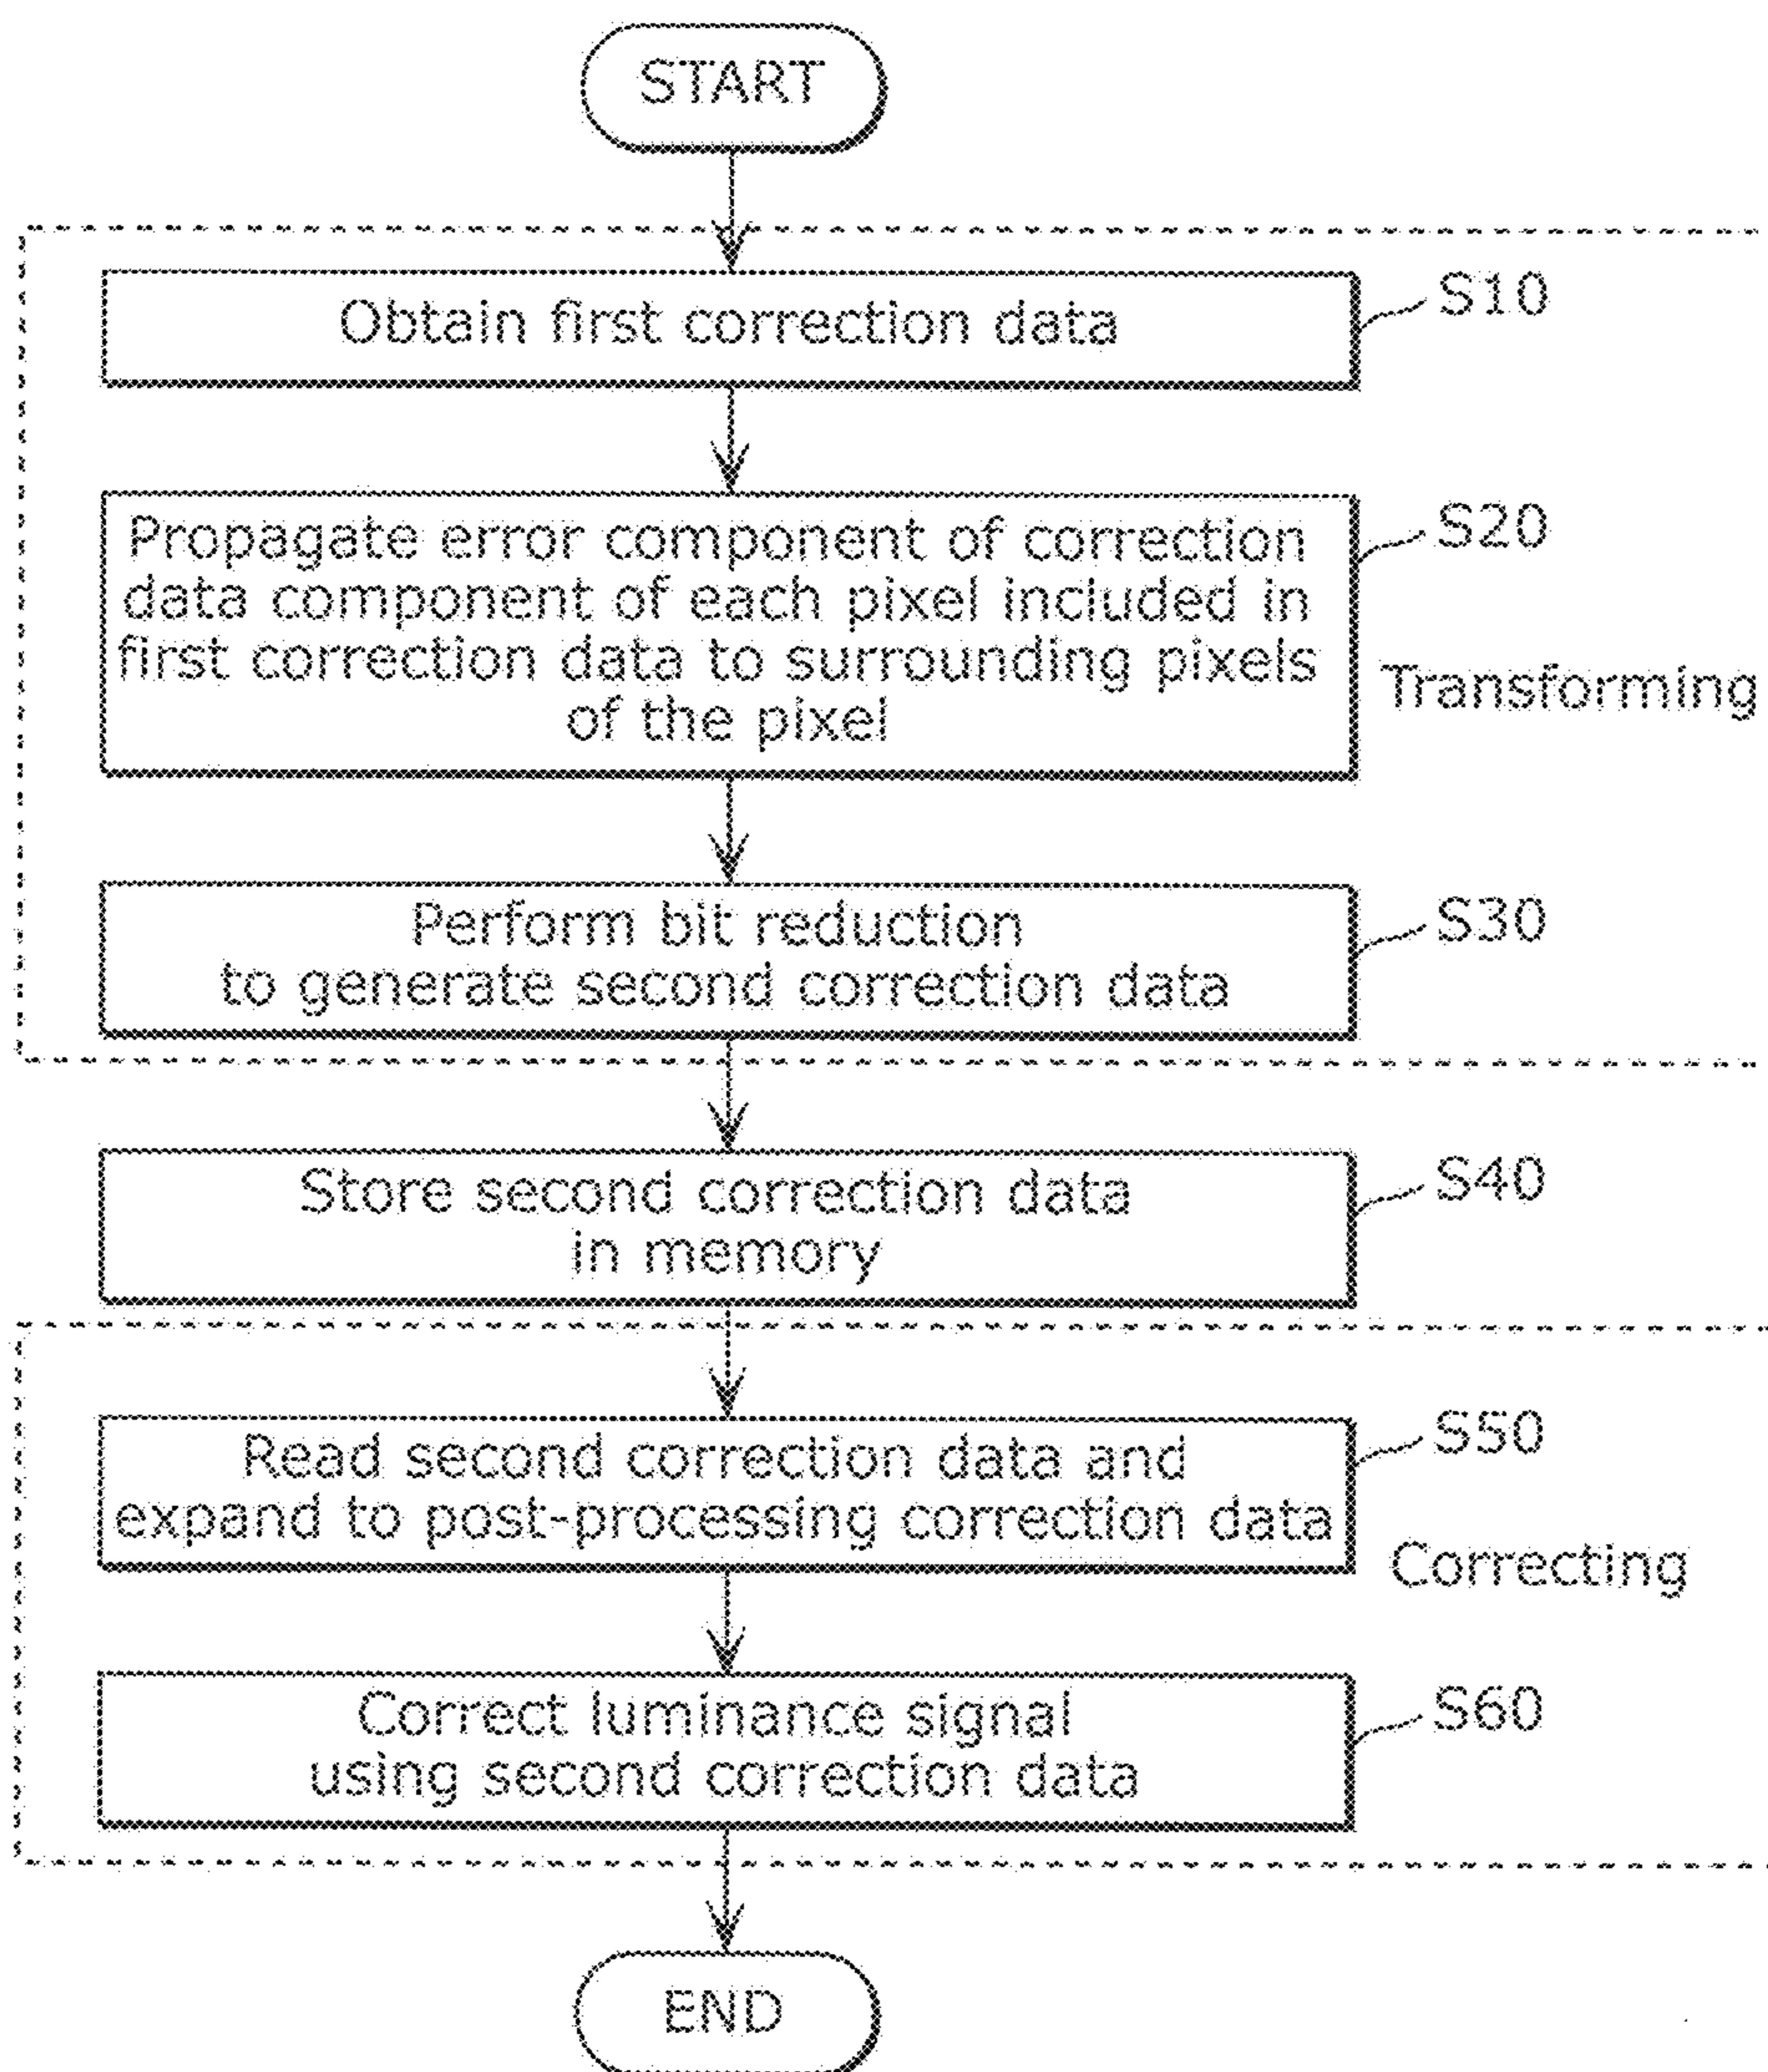 START
Obtain first correction data
S10
Propagate error component of correction
data component of each pixel included in
first correction data to surrounding pixels
of the pixel
S20
Transforming
Perform bit reduction
to generate second correction data
S30
Store second correction data
in memory
S40
Read second correction data and
expand to post-processing correction data
S50
Correcting
Correct luminance signal
using second correction data
S60
END